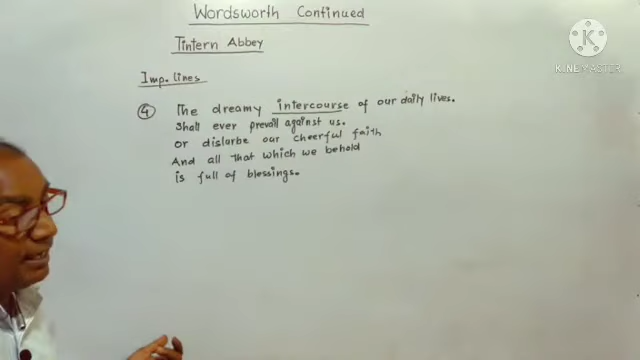 Wordsworth Continued
Tintern Abbey
Imp. lines
4 The dreamy intercourse of our daily lives.
Shall ever prevail against us.
or disturbe our cheerful faith
And all that which we behold
is full of blessings.
K
KINEMASTER